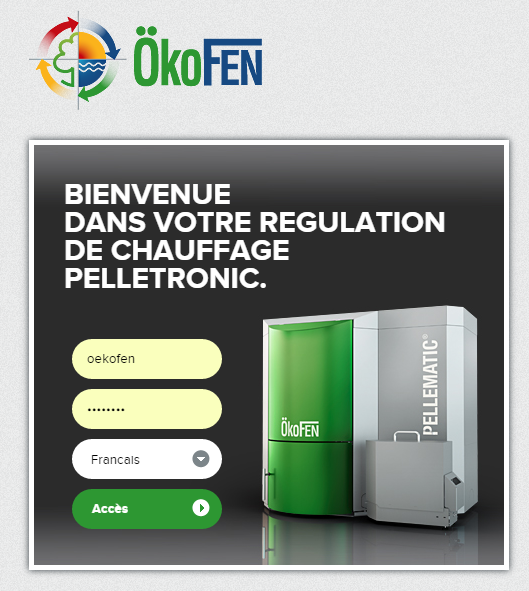 ÖkoFEN
BIENVENUE
DANS VOTRE REGULATION
DE CHAUFFAGE
PELLETRONIC.
oekofen
••••••••
Francais
Accès
ÖkoFEN
PELLEMATIC®